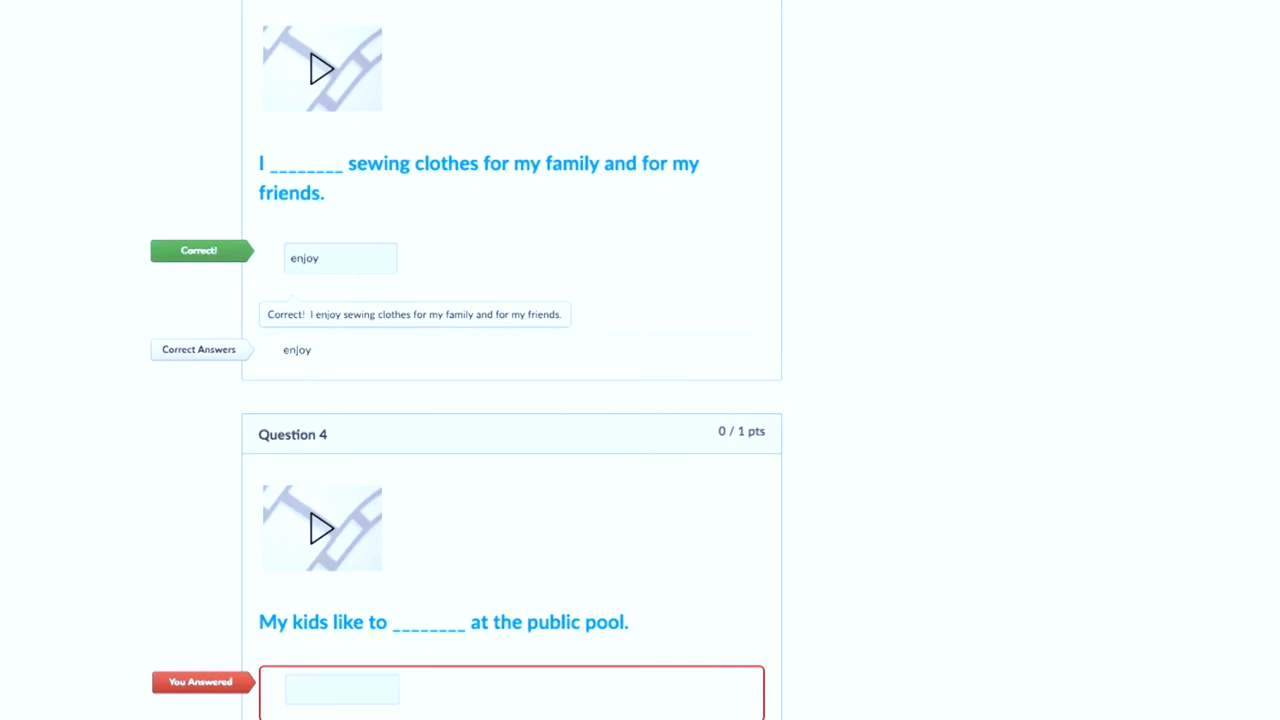 I ________ sewing clothes for my family and for my
friends.
Correct!
enjoy
Correct!  I enjoy sewing clothes for my family and for my friends.
Correct Answers
enjoy
Question 4
0 / 1 pts
My kids like to ________ at the public pool.
You Answered